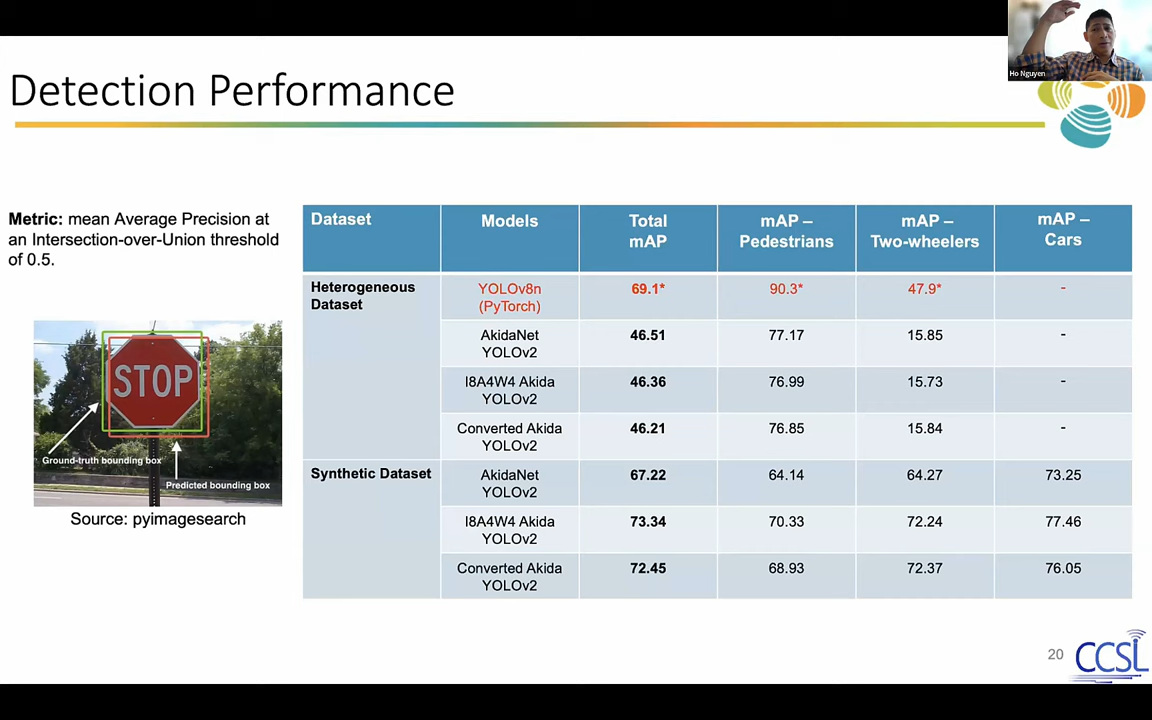 Ho Nguyen
Detection Performance
Metric: mean Average Precision at
an Intersection-over-Union threshold
of 0.5.
STOP
Ground-truth bounding box
Predicted bounding box
Source: pyimagesearch
Dataset Models Total mAP mAP – Pedestrians mAP – Two-wheelers mAP – Cars
Heterogeneous Dataset YOLOv8n (PyTorch) 69.1* 90.3* 47.9* -
AkidaNet YOLOv2 46.51 77.17 15.85 -
I8A4W4 Akida YOLOv2 46.36 76.99 15.73 -
Converted Akida YOLOv2 46.21 76.85 15.84 -
Synthetic Dataset AkidaNet YOLOv2 67.22 64.14 64.27 73.25
I8A4W4 Akida YOLOv2 73.34 70.33 72.24 77.46
Converted Akida YOLOv2 72.45 68.93 72.37 76.05
20
CCSL